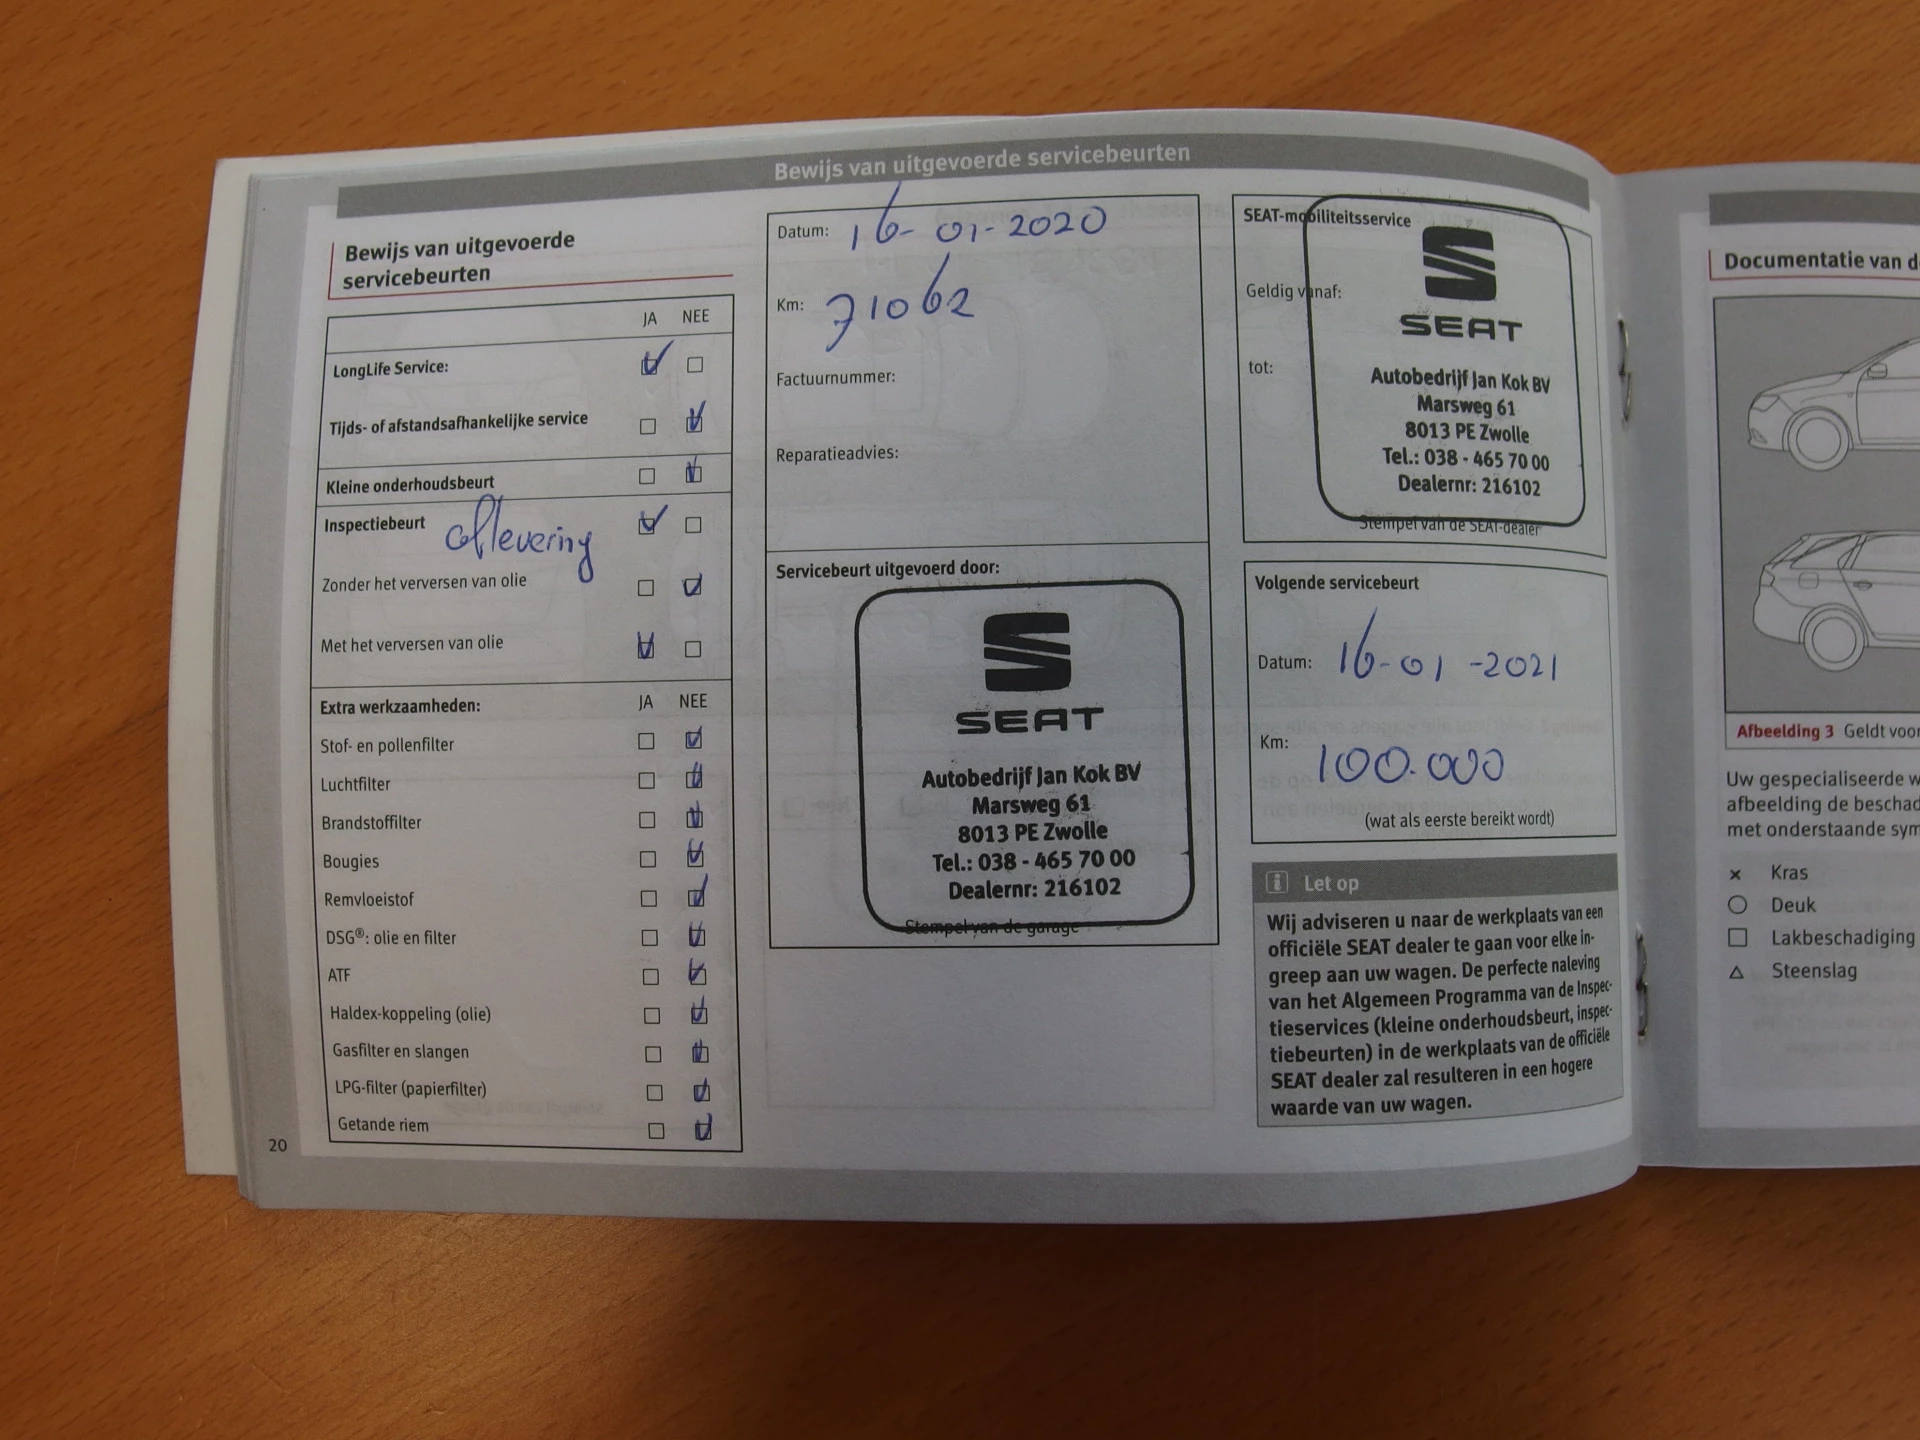 Bewijs van uitgevoerde servicebeurten
Bewijs van uitgevoerde
servicebeurten
JA NEE
LongLife Service:
Tijds- of afstandsafhankelijke service
Kleine onderhoudsbeurt
Inspectiebeurt aflevering
Zonder het verversen van olie
Met het verversen van olie
Extra werkzaamheden: JA NEE
Stof- en pollenfilter
Luchtfilter
Brandstoffilter
Bougies
Remvloeistof
DSG®: olie en filter
ATF
Haldex-koppeling (olie)
Gasfilter en slangen
LPG-filter (papierfilter)
Getande riem
20
Datum: 16-01-2020
Km: 71062
Factuurnummer:
Reparatieadvies:
Servicebeurt uitgevoerd door:
SEAT
Autobedrijf Jan Kok BV
Marsweg 61
8013 PE Zwolle
Tel.: 038 - 465 70 00
Dealernr: 216102
Stempel van de garage
SEAT-mobiliteitsservice
Geldig vanaf:
tot:
SEAT
Autobedrijf Jan Kok BV
Marsweg 61
8013 PE Zwolle
Tel.: 038 - 465 70 00
Dealernr: 216102
Stempel van de SEAT-dealer
Volgende servicebeurt
Datum: 16-01-2021
Km: 100.000
(wat als eerste bereikt wordt)
i Let op
Wij adviseren u naar de werkplaats van een
officiële SEAT dealer te gaan voor elke in-
greep aan uw wagen. De perfecte naleving
van het Algemeen Programma van de Inspec-
tieservices (kleine onderhoudsbeurt, inspec-
tiebeurten) in de werkplaats van de officiële
SEAT dealer zal resulteren in een hogere
waarde van uw wagen.
Documentatie van d
Afbeelding 3 Geldt voor
Uw gespecialiseerde w
afbeelding de beschad
met onderstaande sym
Kras
Deuk
Lakbeschadiging
Steenslag